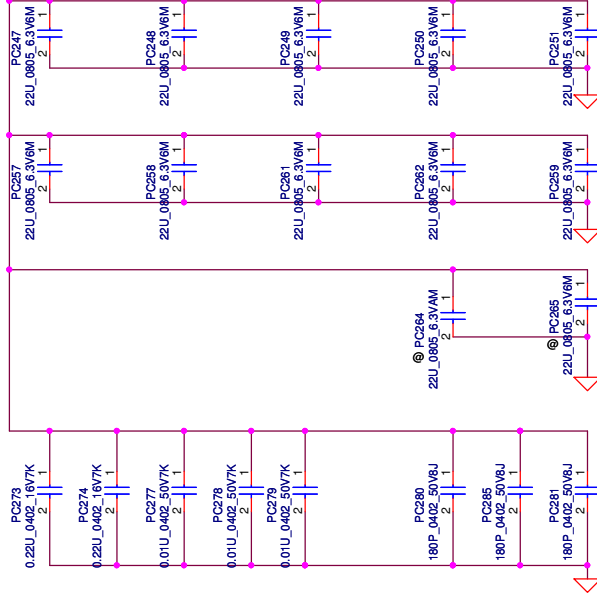 PC247
22U_0805_6.3V6M
1
2
PC248
22U_0805_6.3V6M
1
2
PC249
22U_0805_6.3V6M
1
2
PC250
22U_0805_6.3V6M
1
2
PC251
22U_0805_6.3V6M
1
2
PC257
22U_0805_6.3V6M
1
2
PC258
22U_0805_6.3V6M
1
2
PC261
22U_0805_6.3V6M
1
2
PC262
22U_0805_6.3V6M
1
2
PC259
22U_0805_6.3V6M
1
2
@ PC264
22U_0805_6.3VAM
1
2
@ PC265
22U_0805_6.3V6M
1
2
PC273
0.22U_0402_16V7K
1
2
PC274
0.22U_0402_16V7K
1
2
PC277
0.01U_0402_50V7K
1
2
PC278
0.01U_0402_50V7K
1
2
PC279
0.01U_0402_50V7K
1
2
PC280
180P_0402_50V8J
1
2
PC285
180P_0402_50V8J
1
2
PC281
180P_0402_50V8J
1
2